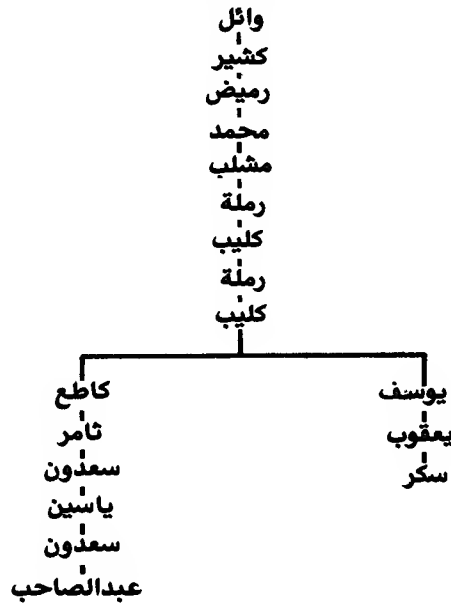 وائل
كشير
رميض
محمد
مشلب
رملة
كليب
رملة
كليب
يوسف
كاطع
يعقوب
ثامر
سكر
سعدون
ياسين
سعدون
عبدالصاحب